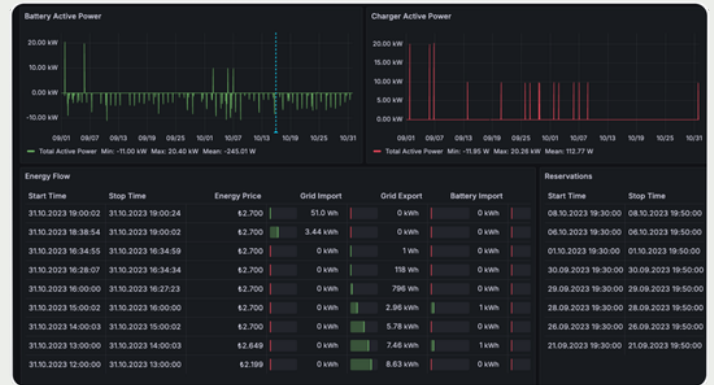 Battery Active Power
20.00 kW
10.00 kW
0.00 kW
-10.00 kW
09/01 09/07 09/13 09/19 09/25 10/01 10/07 10/13 10/19 10/25 10/31
Total Active Power Min: -11.00 kW Max: 20.40 kW Mean: -245.01 W
Charger Active Power
20.00 kW
15.00 kW
10.00 kW
5.00 kW
0.00 kW
09/01 09/07 09/13 09/19 09/25 10/01 10/07 10/13 10/19 10/25 10/31
Total Active Power Min: -11.95 W Max: 20.26 kW Mean: 112.77 W
Energy Flow
Start Time Stop Time Energy Price Grid Import Grid Export Battery Import
31.10.2023 19:00:02 31.10.2023 19:00:24 ₺2.700 51.0 Wh 0 kWh 0 kWh
31.10.2023 18:38:54 31.10.2023 19:00:02 ₺2.700 3.44 kWh 0 kWh 0 kWh
31.10.2023 16:34:55 31.10.2023 16:34:59 ₺2.700 0 kWh 1 Wh 0 kWh
31.10.2023 16:28:07 31.10.2023 16:34:34 ₺2.700 0 kWh 118 Wh 0 kWh
31.10.2023 16:00:00 31.10.2023 16:27:23 ₺2.700 0 kWh 796 Wh 0 kWh
31.10.2023 15:00:02 31.10.2023 16:00:00 ₺2.700 0 kWh 2.96 kWh 1 kWh
31.10.2023 14:00:03 31.10.2023 15:00:02 ₺2.700 0 kWh 5.78 kWh 0 kWh
31.10.2023 13:00:00 31.10.2023 14:00:03 ₺2.649 0 kWh 7.46 kWh 1 kWh
31.10.2023 12:00:00 31.10.2023 13:00:00 ₺2.199 0 kWh 8.63 kWh 0 kWh
Reservations
Start Time Stop Time
08.10.2023 19:30:00 08.10.2023 19:50:00
06.10.2023 19:30:00 06.10.2023 19:50:00
01.10.2023 19:30:00 01.10.2023 19:50:00
30.09.2023 19:30:00 30.09.2023 19:50:00
29.09.2023 19:30:00 29.09.2023 19:50:00
28.09.2023 19:30:00 28.09.2023 19:50:00
26.09.2023 19:30:00 26.09.2023 19:50:00
21.09.2023 19:30:00 21.09.2023 19:50:00